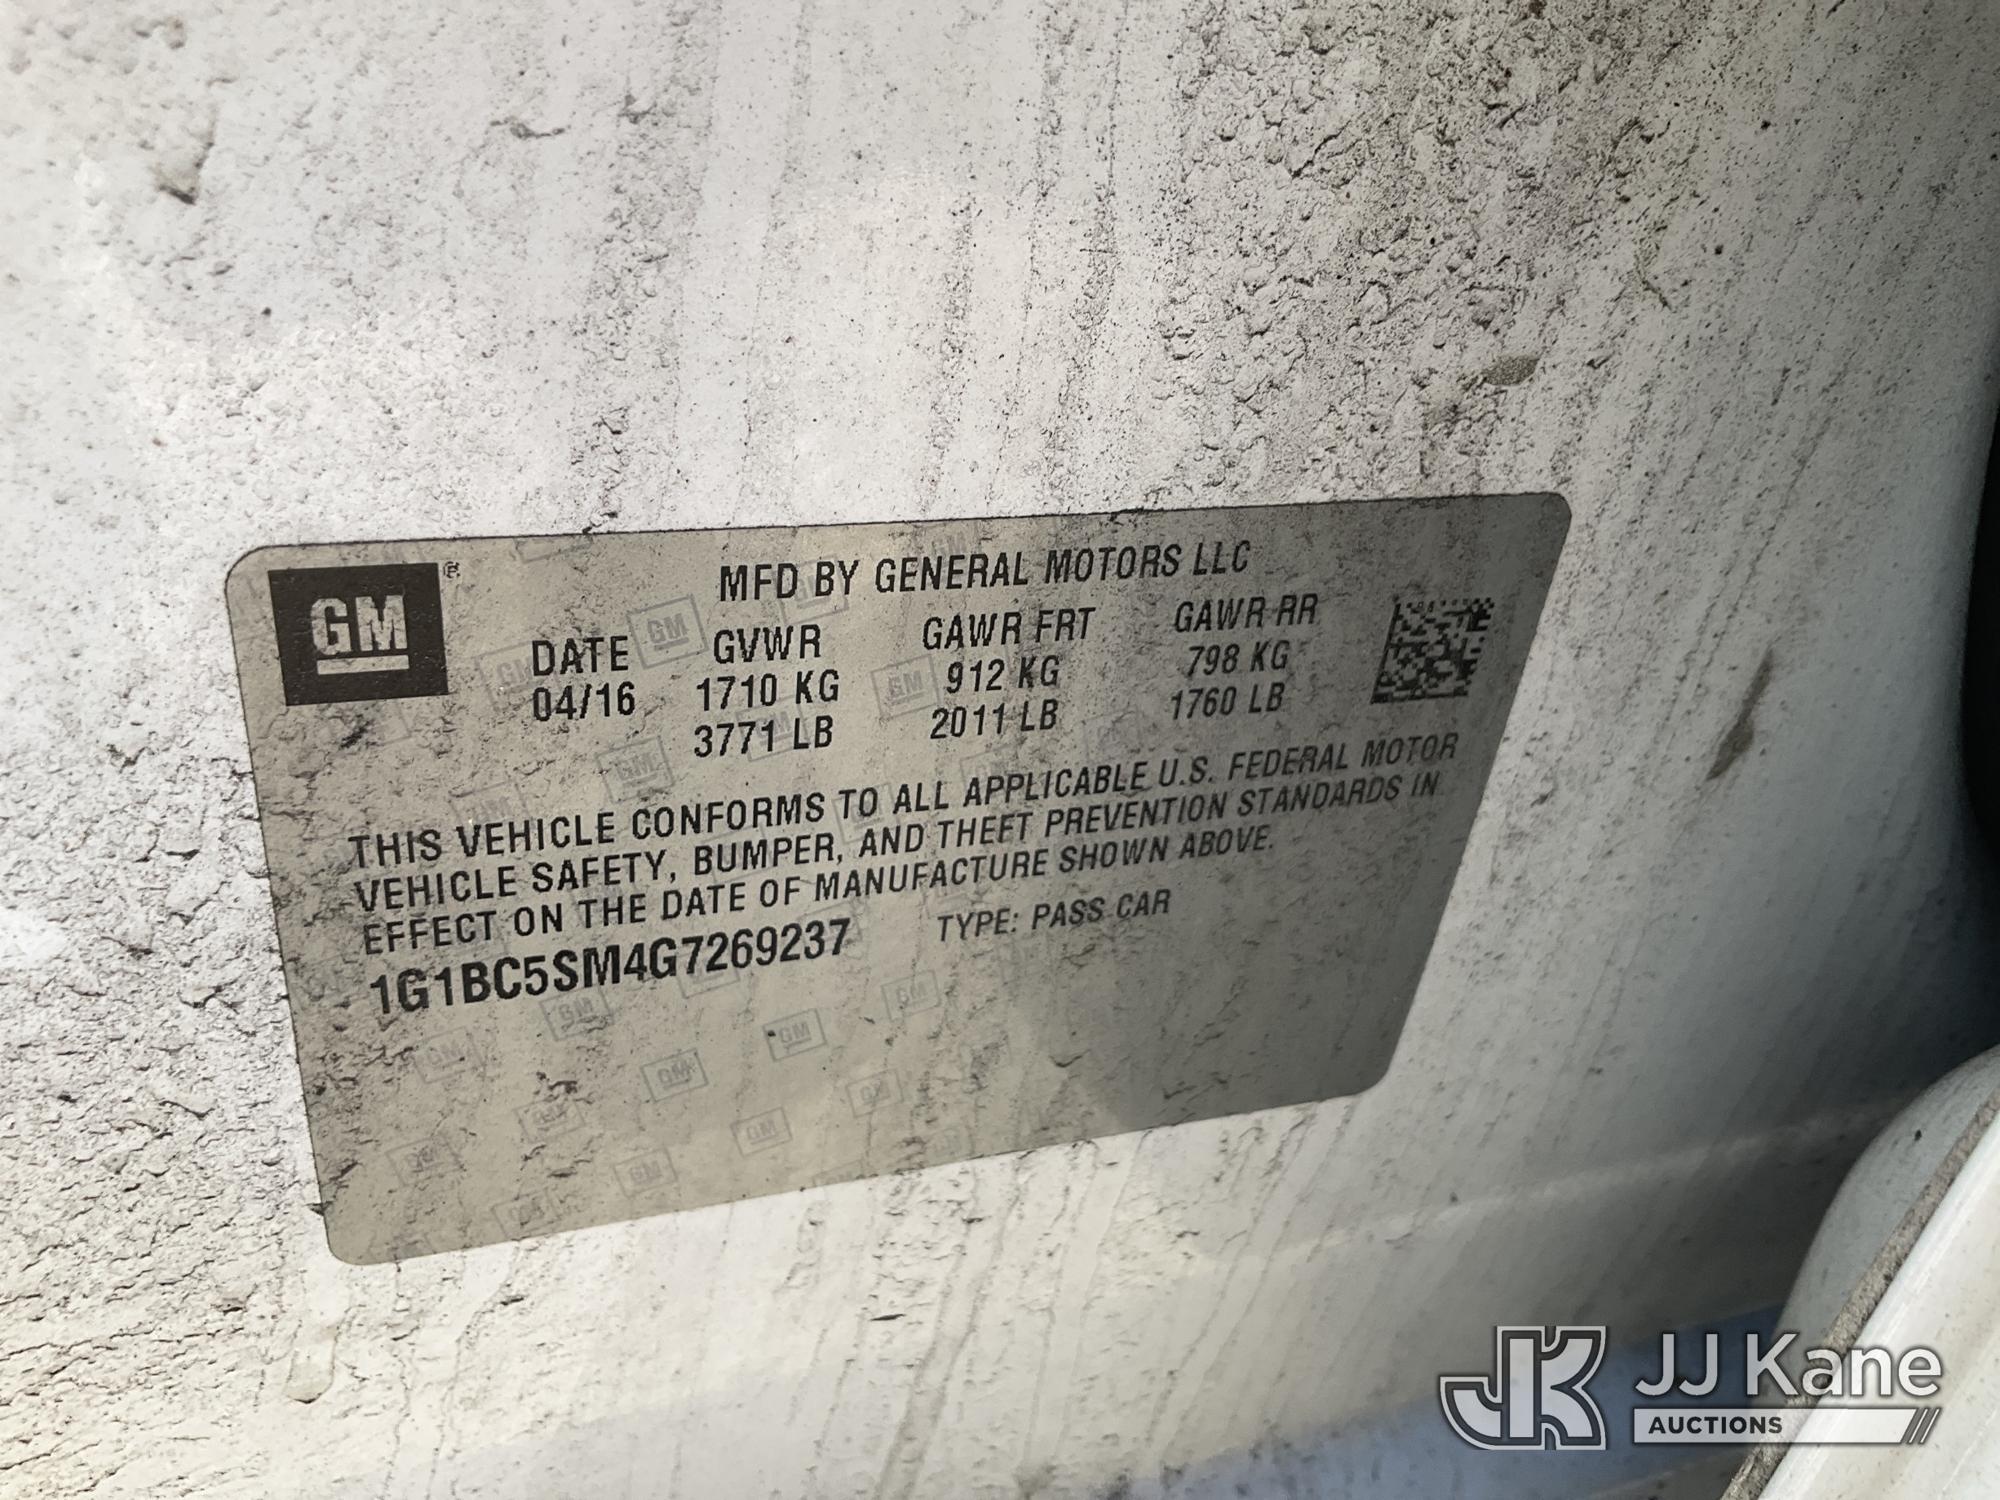 GM ®
MFD BY GENERAL MOTORS LLC
DATE GVWR GAWR FRT GAWR RR
04/16 1710 KG 912 KG 798 KG
3771 LB 2011 LB 1760 LB
THIS VEHICLE CONFORMS TO ALL APPLICABLE U.S. FEDERAL MOTOR
VEHICLE SAFETY, BUMPER, AND THEFT PREVENTION STANDARDS IN
EFFECT ON THE DATE OF MANUFACTURE SHOWN ABOVE.
1G1BC5SM4G7269237 TYPE: PASS CAR
JK JJ Kane
AUCTIONS